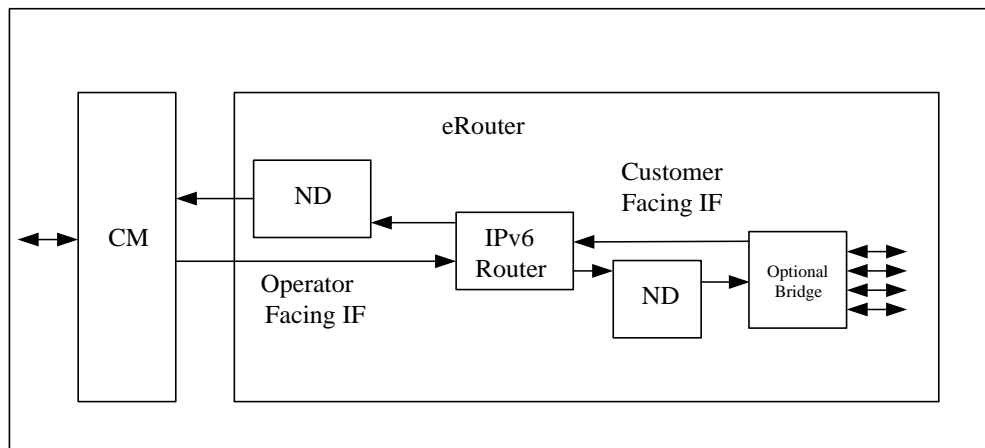 eRouter
Customer
Facing IF
ND
CM
IPv6
Router
Optional
Bridge
Operator
Facing IF
ND